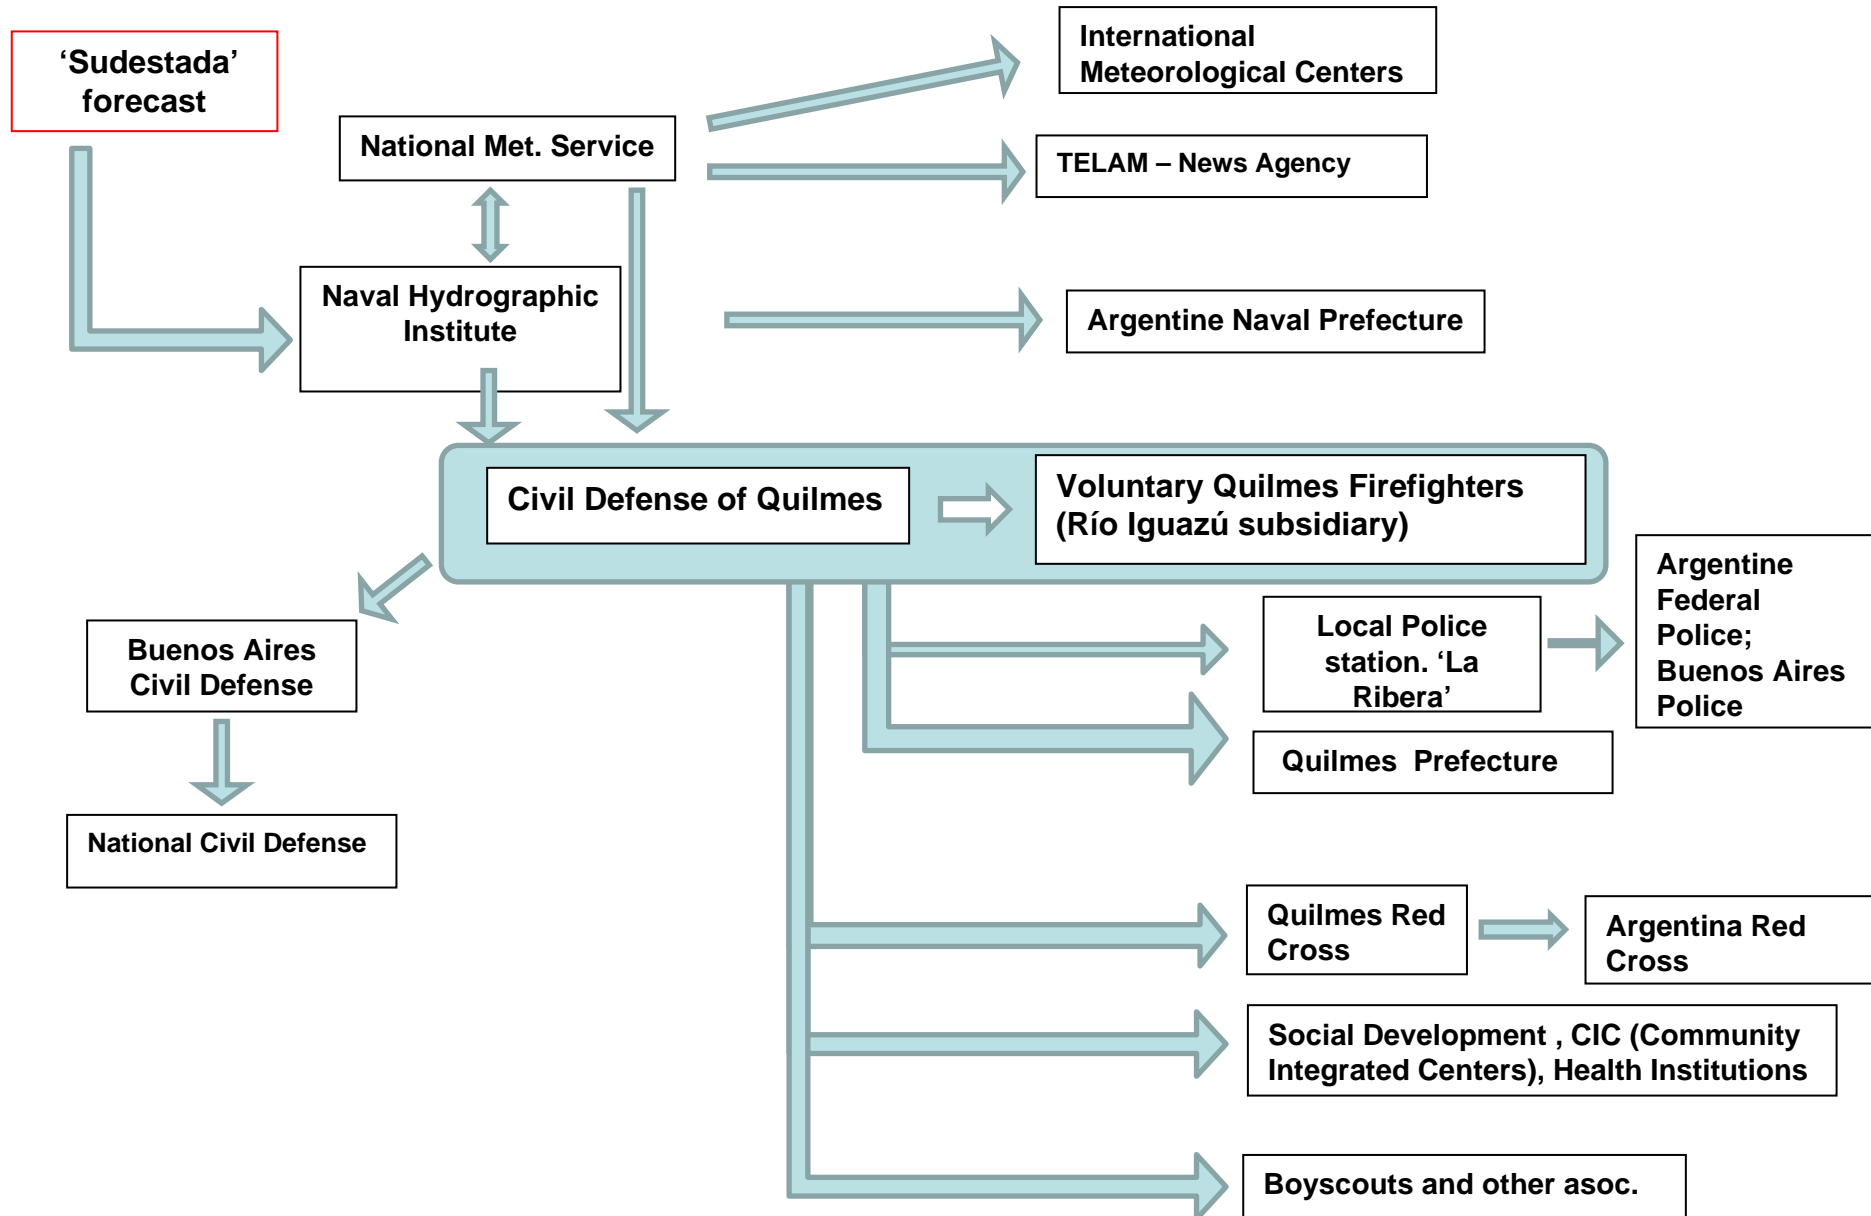 ‘Sudestada’
forecast
National Met. Service
International
Meteorological Centers
TELAM – News Agency
Naval Hydrographic
Institute
Argentine Naval Prefecture
Civil Defense of Quilmes
Voluntary Quilmes Firefighters
(Río Iguazú subsidiary)
Buenos Aires
Civil Defense
National Civil Defense
Local Police
station. ‘La
Ribera’
Argentine
Federal
Police;
Buenos Aires
Police
Quilmes Prefecture
Quilmes Red
Cross
Argentina Red
Cross
Social Development , CIC (Community
Integrated Centers), Health Institutions
Boyscouts and other asoc.